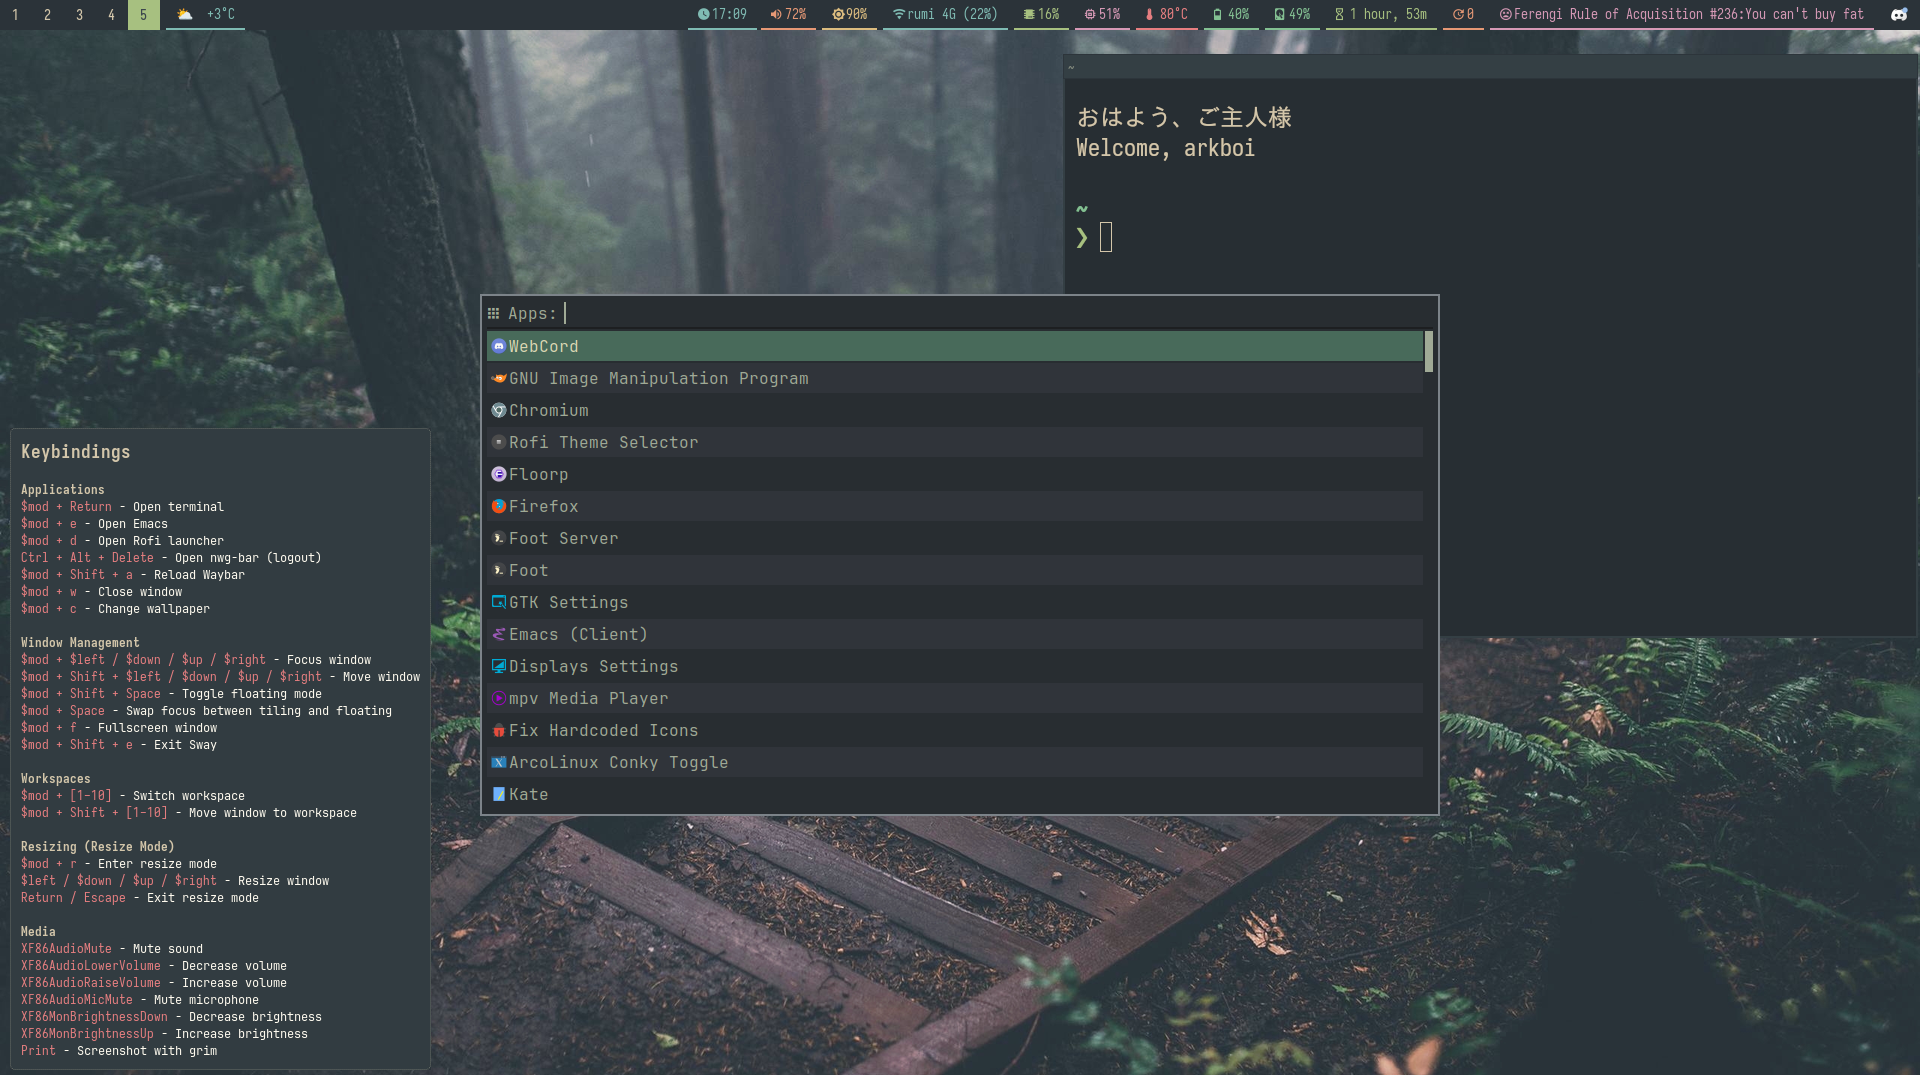 1 2 3 4 5 +3°C 17:09 72% 90% rumi 4G (22%) 16% 51% 80°C 40% 49% 1 hour, 53m 0 Ferengi Rule of Acquisition #236:You can't buy fat
~
おはよう、ご主人様
Welcome, arkboi
~
❯
Apps:
WebCord
GNU Image Manipulation Program
Chromium
Rofi Theme Selector
Floorp
Firefox
Foot Server
Foot
GTK Settings
Emacs (Client)
Displays Settings
mpv Media Player
Fix Hardcoded Icons
ArcoLinux Conky Toggle
Kate
Keybindings
Applications
$mod + Return - Open terminal
$mod + e - Open Emacs
$mod + d - Open Rofi launcher
Ctrl + Alt + Delete - Open nwg-bar (logout)
$mod + Shift + a - Reload Waybar
$mod + w - Close window
$mod + c - Change wallpaper
Window Management
$mod + $left / $down / $up / $right - Focus window
$mod + Shift + $left / $down / $up / $right - Move window
$mod + Shift + Space - Toggle floating mode
$mod + Space - Swap focus between tiling and floating
$mod + f - Fullscreen window
$mod + Shift + e - Exit Sway
Workspaces
$mod + [1-10] - Switch workspace
$mod + Shift + [1-10] - Move window to workspace
Resizing (Resize Mode)
$mod + r - Enter resize mode
$left / $down / $up / $right - Resize window
Return / Escape - Exit resize mode
Media
XF86AudioMute - Mute sound
XF86AudioLowerVolume - Decrease volume
XF86AudioRaiseVolume - Increase volume
XF86AudioMicMute - Mute microphone
XF86MonBrightnessDown - Decrease brightness
XF86MonBrightnessUp - Increase brightness
Print - Screenshot with grim